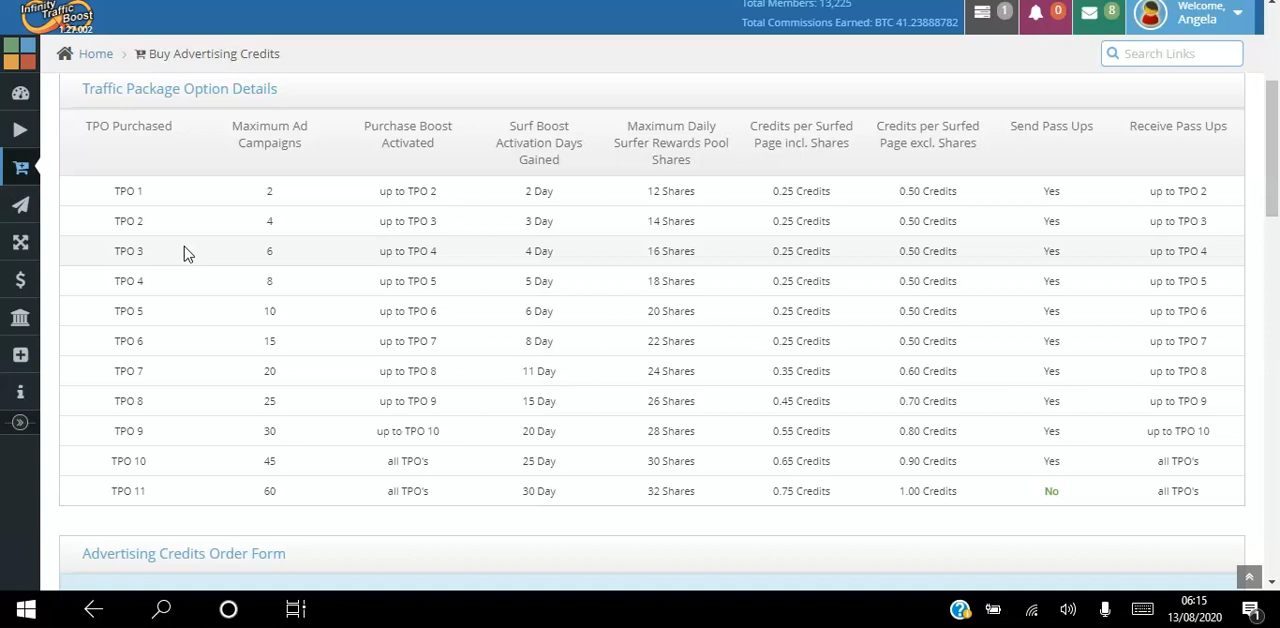 Infinity
Traffic
Boost
1.27.002
Total Members: 13,225
Total Commissions Earned: BTC 41.23888782
1
0
8
Welcome,
Angela
Home > Buy Advertising Credits
Search Links
Traffic Package Option Details
TPO Purchased Maximum Ad Campaigns Purchase Boost Activated Surf Boost Activation Days Gained Maximum Daily Surfer Rewards Pool Shares Credits per Surfed Page incl. Shares Credits per Surfed Page excl. Shares Send Pass Ups Receive Pass Ups
TPO 1 2 up to TPO 2 2 Day 12 Shares 0.25 Credits 0.50 Credits Yes up to TPO 2
TPO 2 4 up to TPO 3 3 Day 14 Shares 0.25 Credits 0.50 Credits Yes up to TPO 3
TPO 3 6 up to TPO 4 4 Day 16 Shares 0.25 Credits 0.50 Credits Yes up to TPO 4
TPO 4 8 up to TPO 5 5 Day 18 Shares 0.25 Credits 0.50 Credits Yes up to TPO 5
TPO 5 10 up to TPO 6 6 Day 20 Shares 0.25 Credits 0.50 Credits Yes up to TPO 6
TPO 6 15 up to TPO 7 8 Day 22 Shares 0.25 Credits 0.50 Credits Yes up to TPO 7
TPO 7 20 up to TPO 8 11 Day 24 Shares 0.35 Credits 0.60 Credits Yes up to TPO 8
TPO 8 25 up to TPO 9 15 Day 26 Shares 0.45 Credits 0.70 Credits Yes up to TPO 9
TPO 9 30 up to TPO 10 20 Day 28 Shares 0.55 Credits 0.80 Credits Yes up to TPO 10
TPO 10 45 all TPO's 25 Day 30 Shares 0.65 Credits 0.90 Credits Yes all TPO's
TPO 11 60 all TPO's 30 Day 32 Shares 0.75 Credits 1.00 Credits No all TPO's
Advertising Credits Order Form
06:15
13/08/2020
1